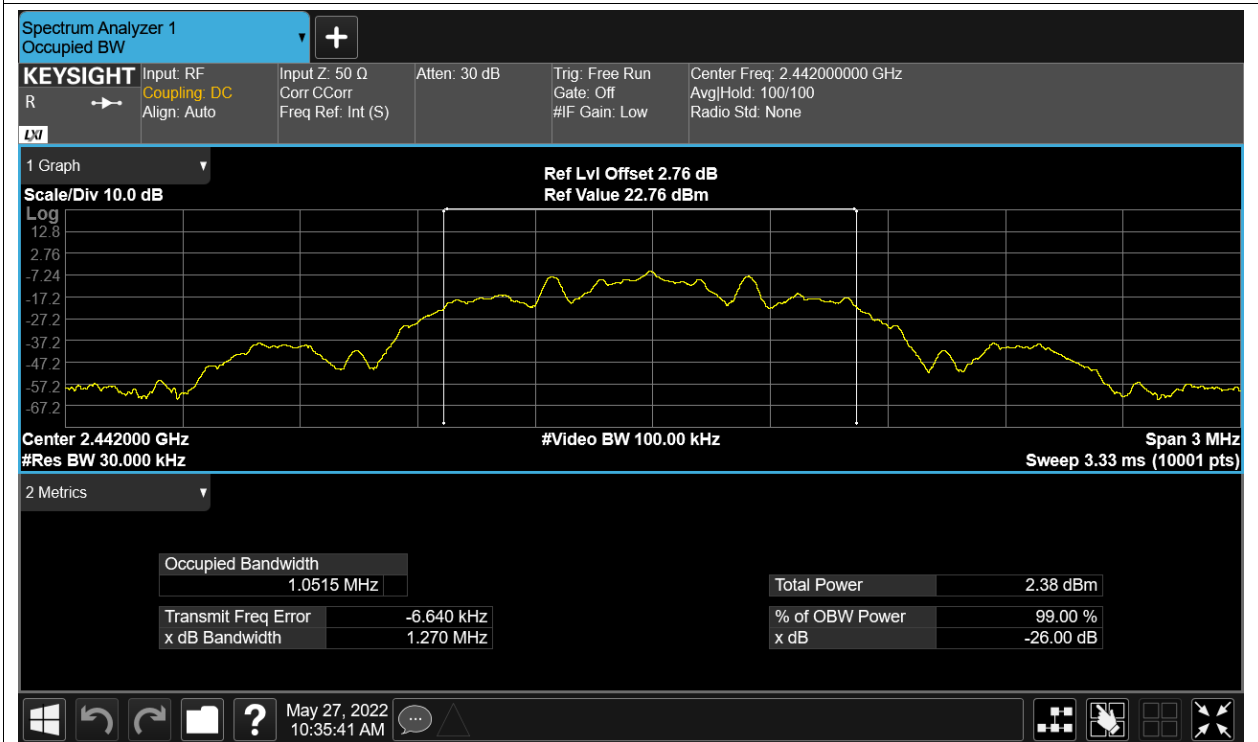 Spectrum Analyzer 1
Occupied BW
+
KEYSIGHT
R
LXI
Input: RF
Coupling: DC
Align: Auto
Input Z: 50 Ω
Corr CCorr
Freq Ref: Int (S)
Atten: 30 dB
Trig: Free Run
Gate: Off
#IF Gain: Low
Center Freq: 2.442000000 GHz
Avg|Hold: 100/100
Radio Std: None
1 Graph
Scale/Div 10.0 dB
Ref Lvl Offset 2.76 dB
Ref Value 22.76 dBm
Log
12.8
2.76
-7.24
-17.2
-27.2
-37.2
-47.2
-57.2
-67.2
Center 2.442000 GHz
#Res BW 30.000 kHz
#Video BW 100.00 kHz
Span 3 MHz
Sweep 3.33 ms (10001 pts)
2 Metrics
Occupied Bandwidth
1.0515 MHz
Transmit Freq Error -6.640 kHz
x dB Bandwidth 1.270 MHz
Total Power 2.38 dBm
% of OBW Power 99.00 %
x dB -26.00 dB
?
May 27, 2022
10:35:41 AM